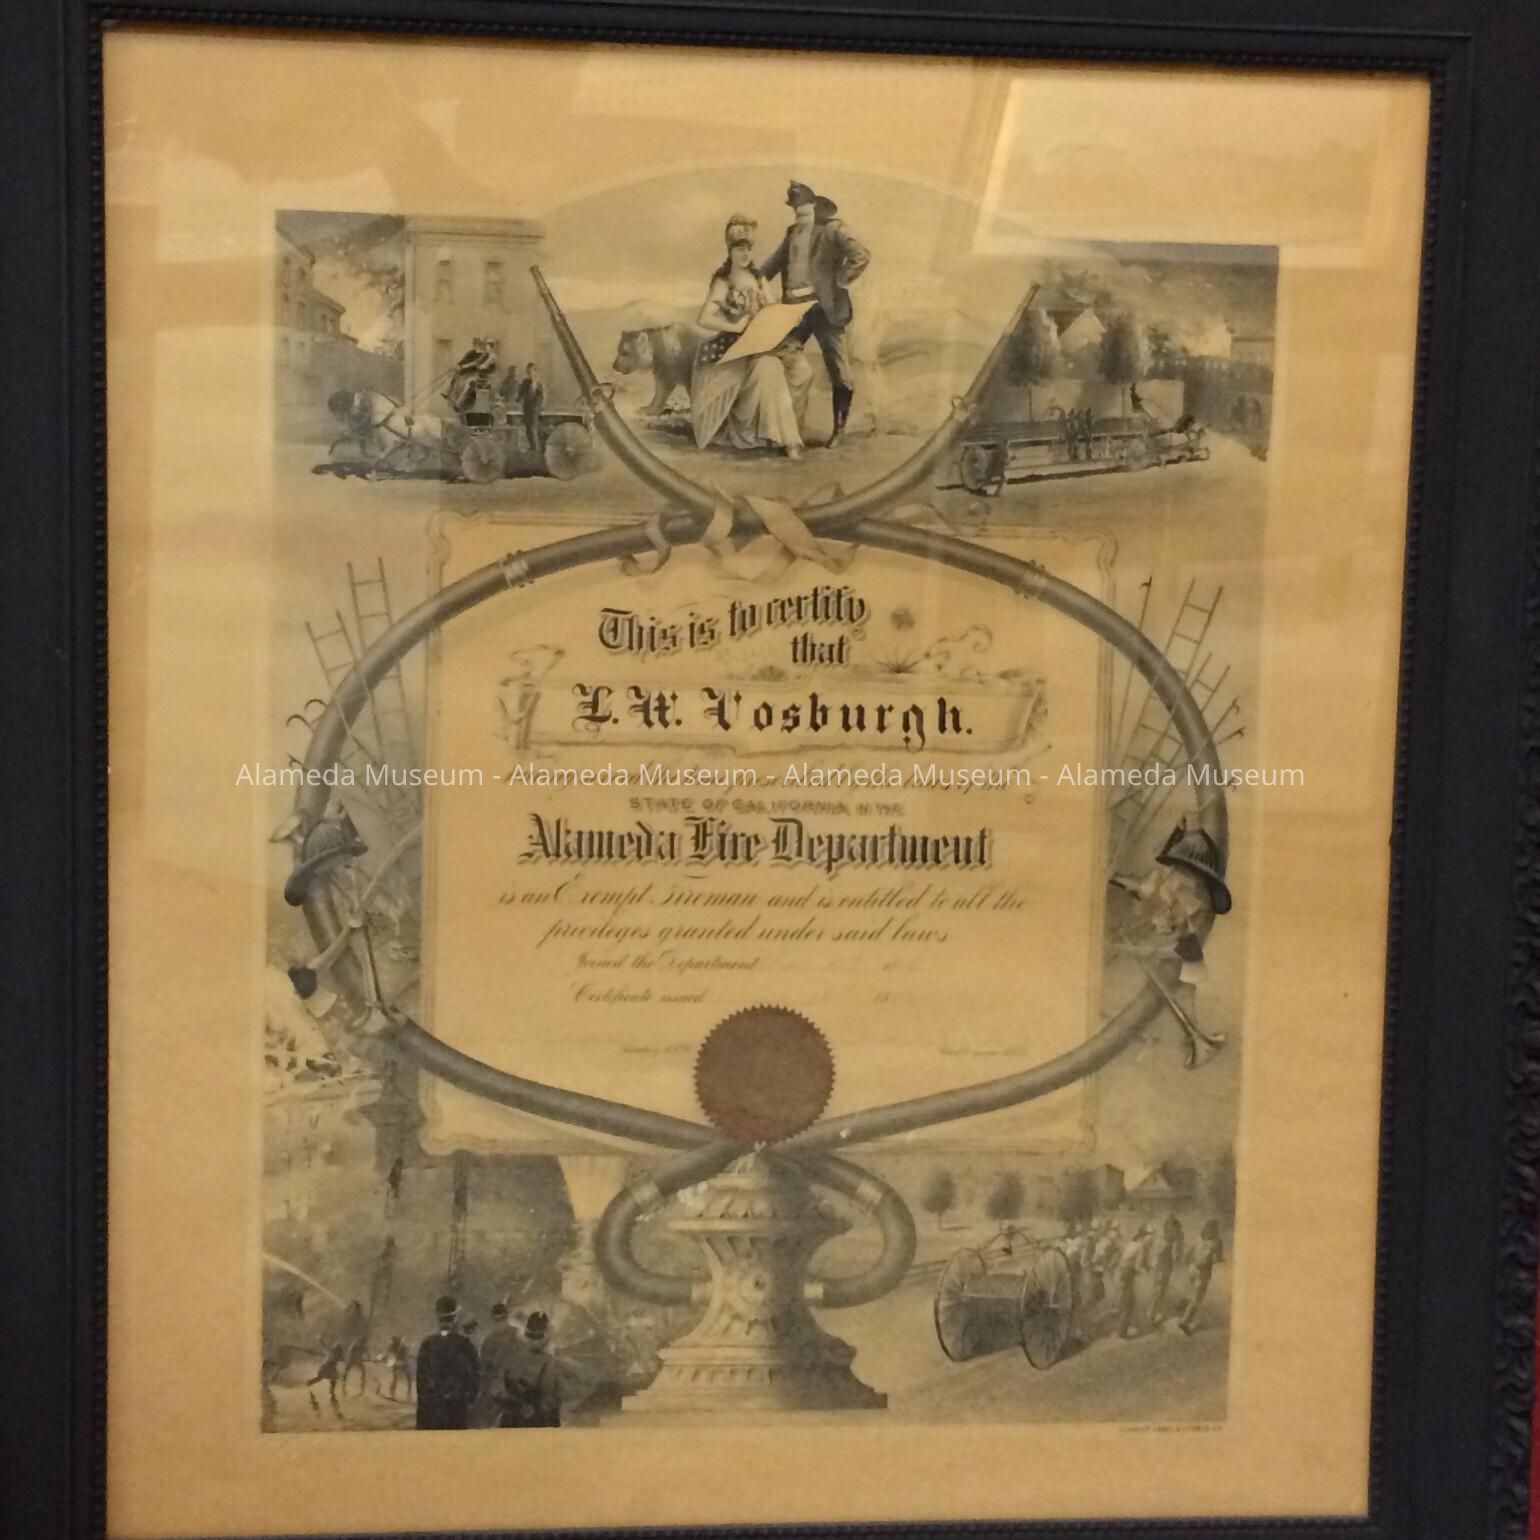 This is to certify
that
L. W. Vosburgh.
Alameda Museum - Alameda Museum - Alameda Museum - Alameda Museum
STATE OF CALIFORNIA IN THE
Alameda Fire Department
is an Exempt Fireman and is entitled to all the
privileges granted under said laws
Joined the Department
Certificate issued 18